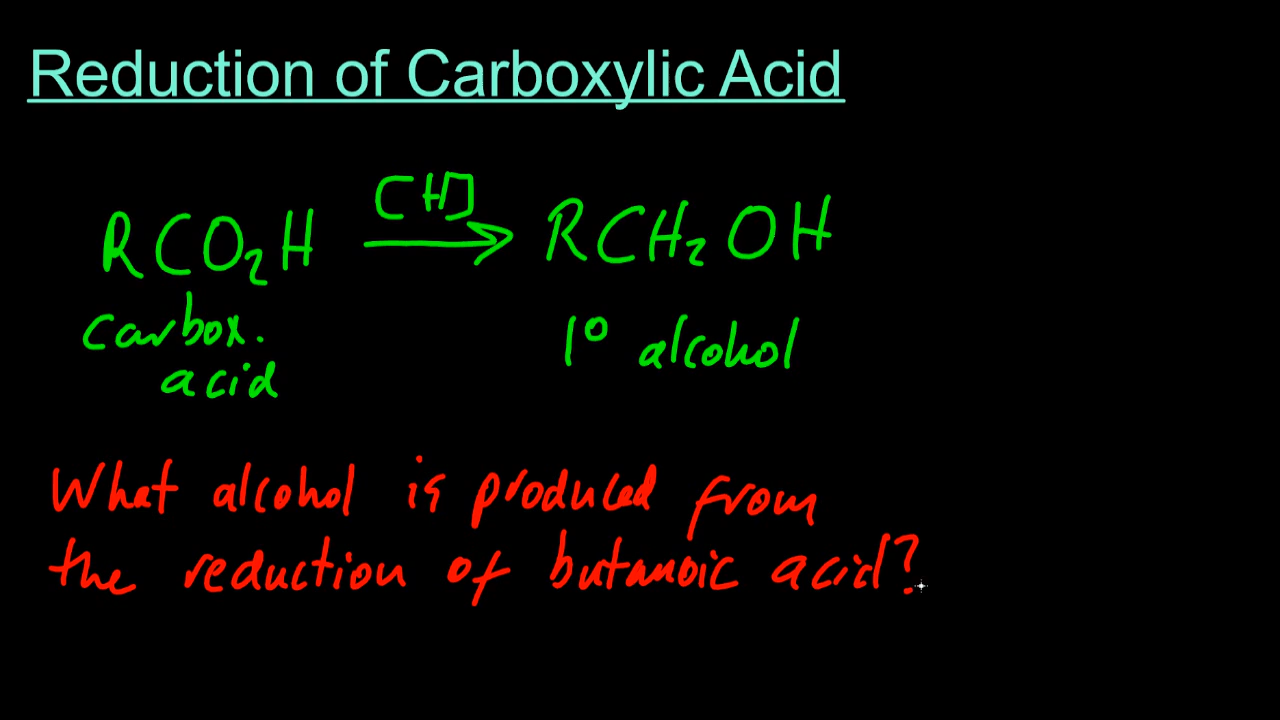 Reduction of Carboxylic Acid
[H]
RCO₂H → RCH₂OH
carbox. 1° alcohol
acid
What alcohol is produced from
the reduction of butanoic acid?